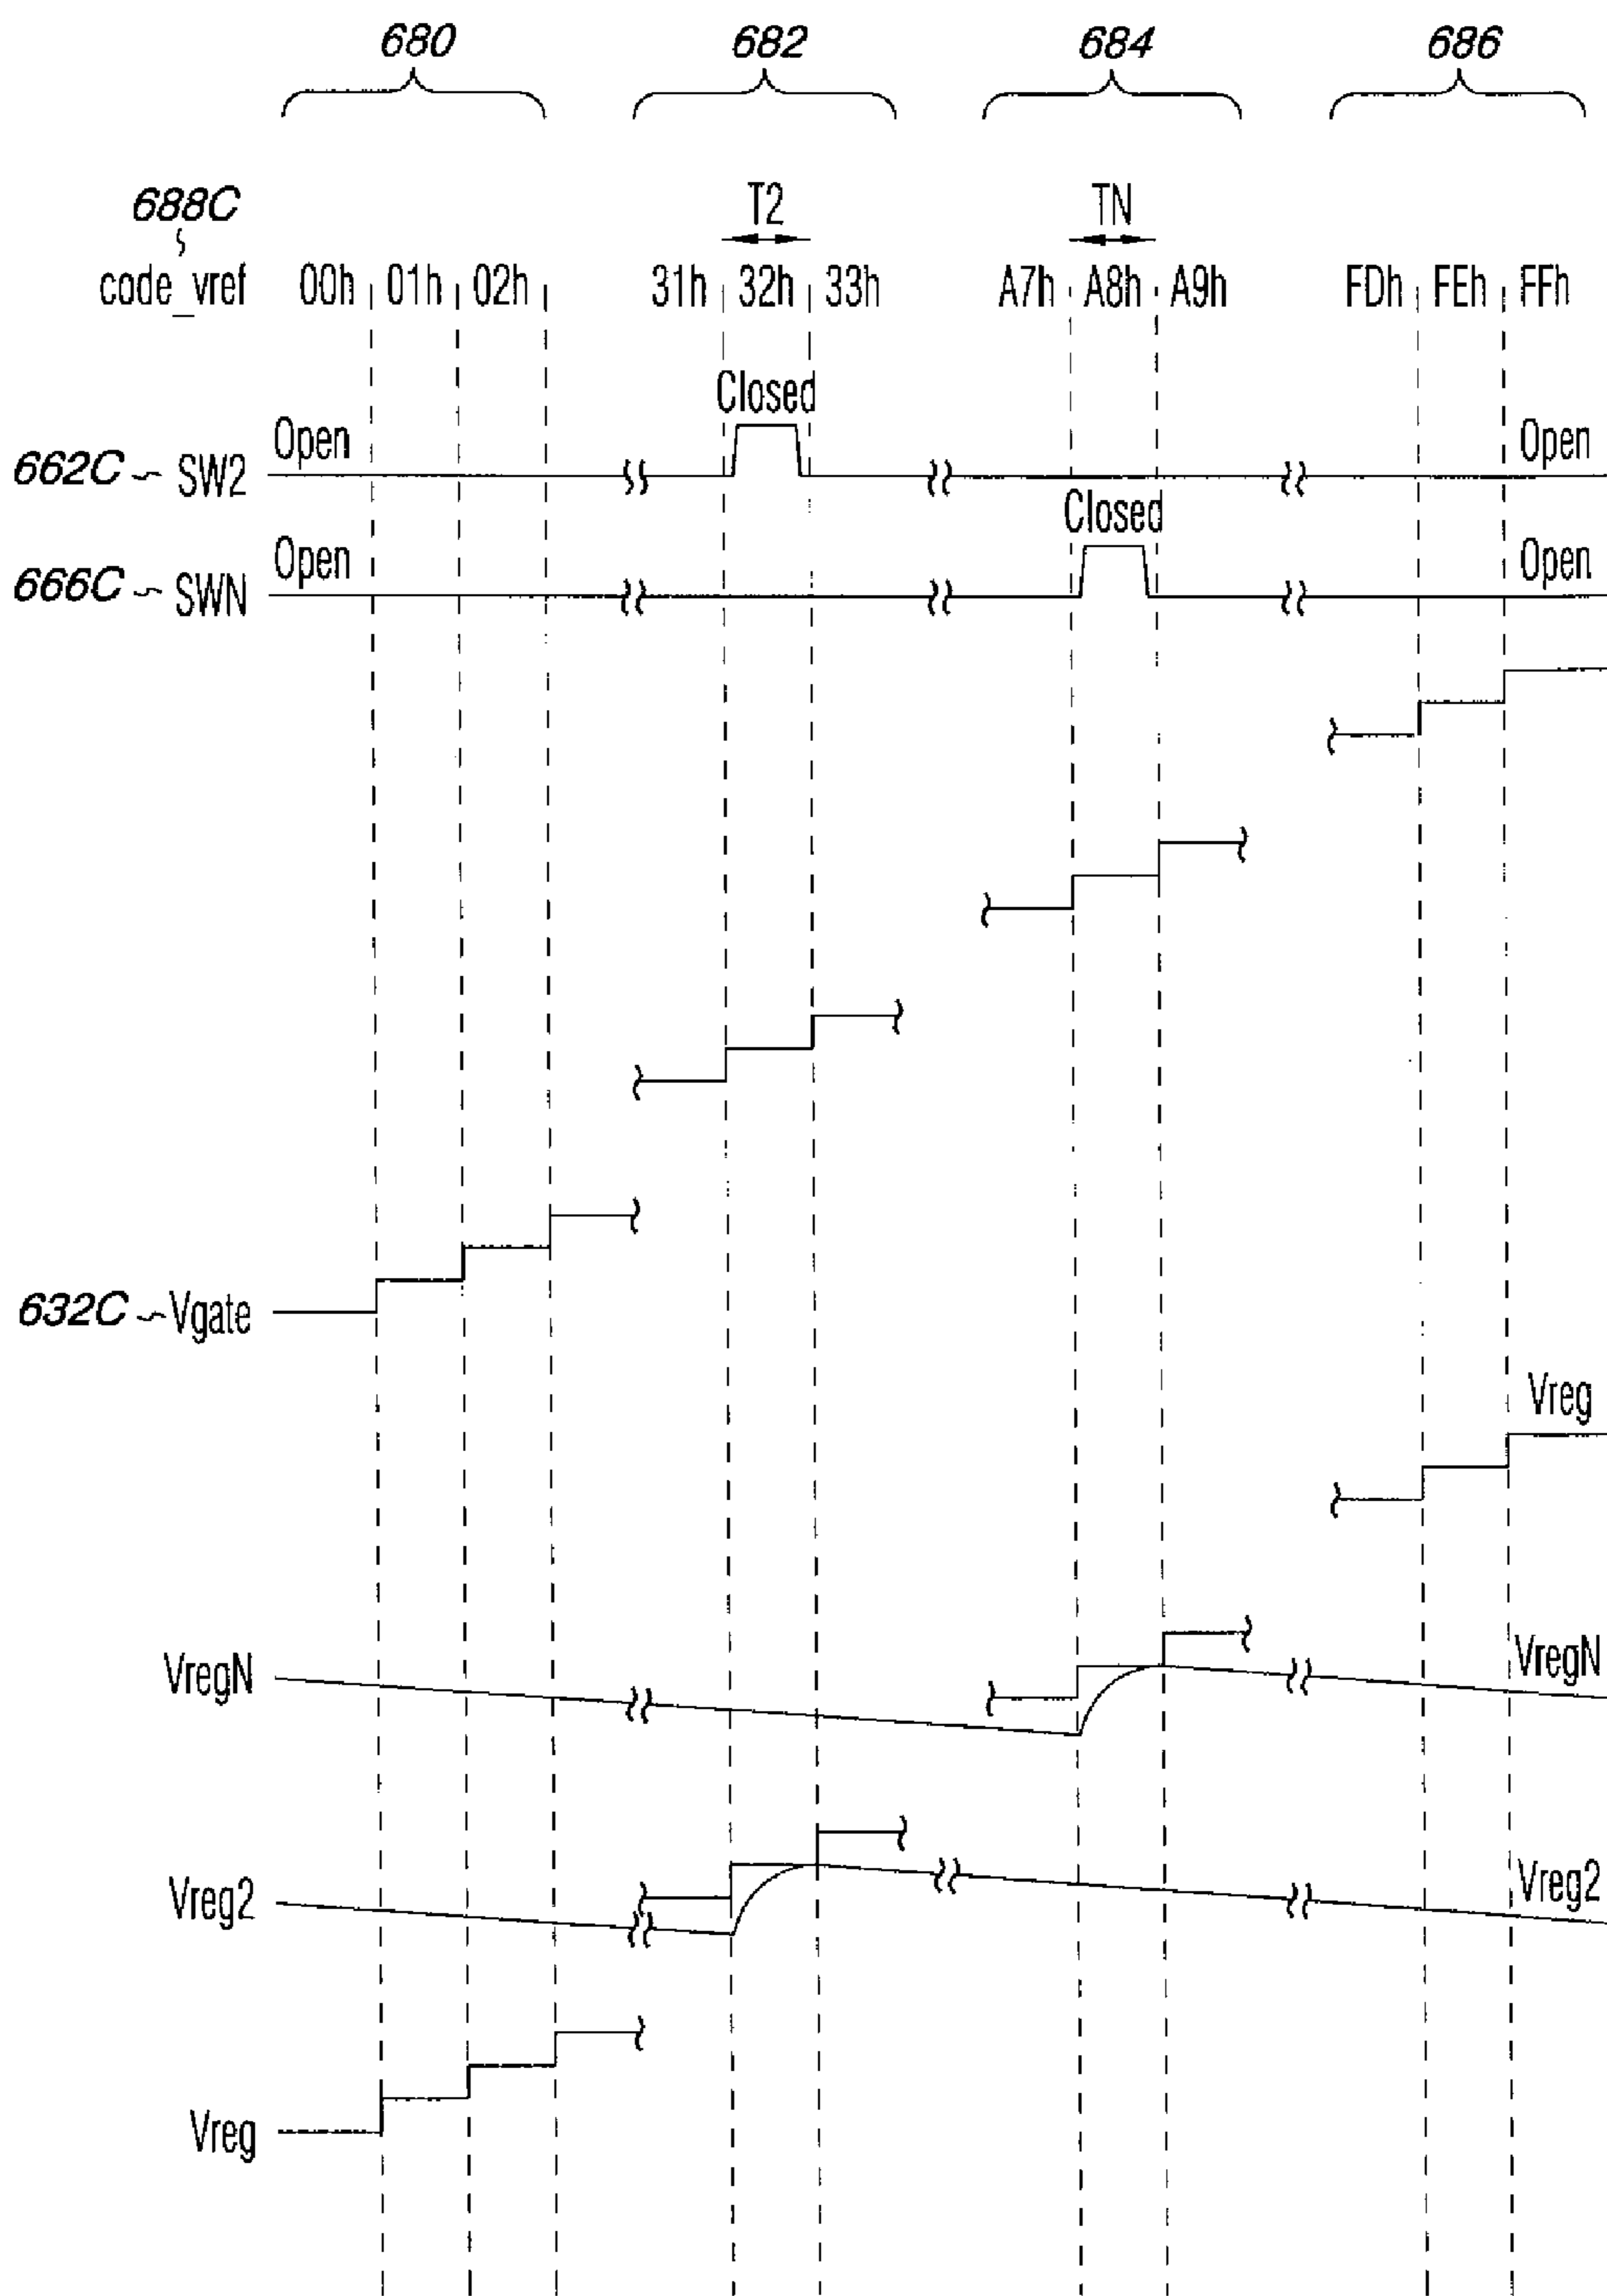 680 682 684 686
688C T2 TN
code_vref 00h 01h 02h 31h 32h 33h A7h A8h A9h FDh FEh FFh
Closed
662C SW2 Open Open
Closed
666C SWN Open Open
632C Vgate
Vreg
VregN VregN
Vreg2 Vreg2
Vreg